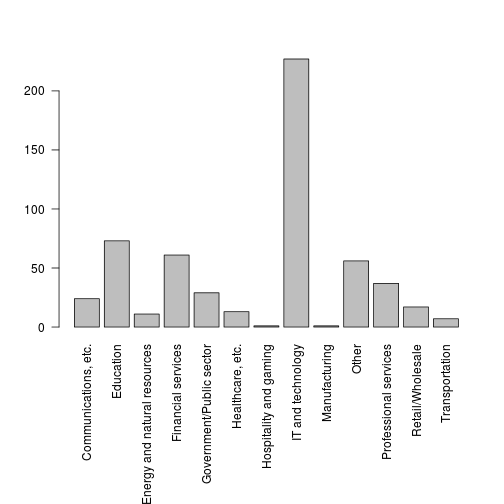 200
150
100
50
0
Communications, etc.
Education
Energy and natural resources
Financial services
Government/Public sector
Healthcare, etc.
Hospitality and gaming
IT and technology
Manufacturing
Other
Professional services
Retail/Wholesale
Transportation